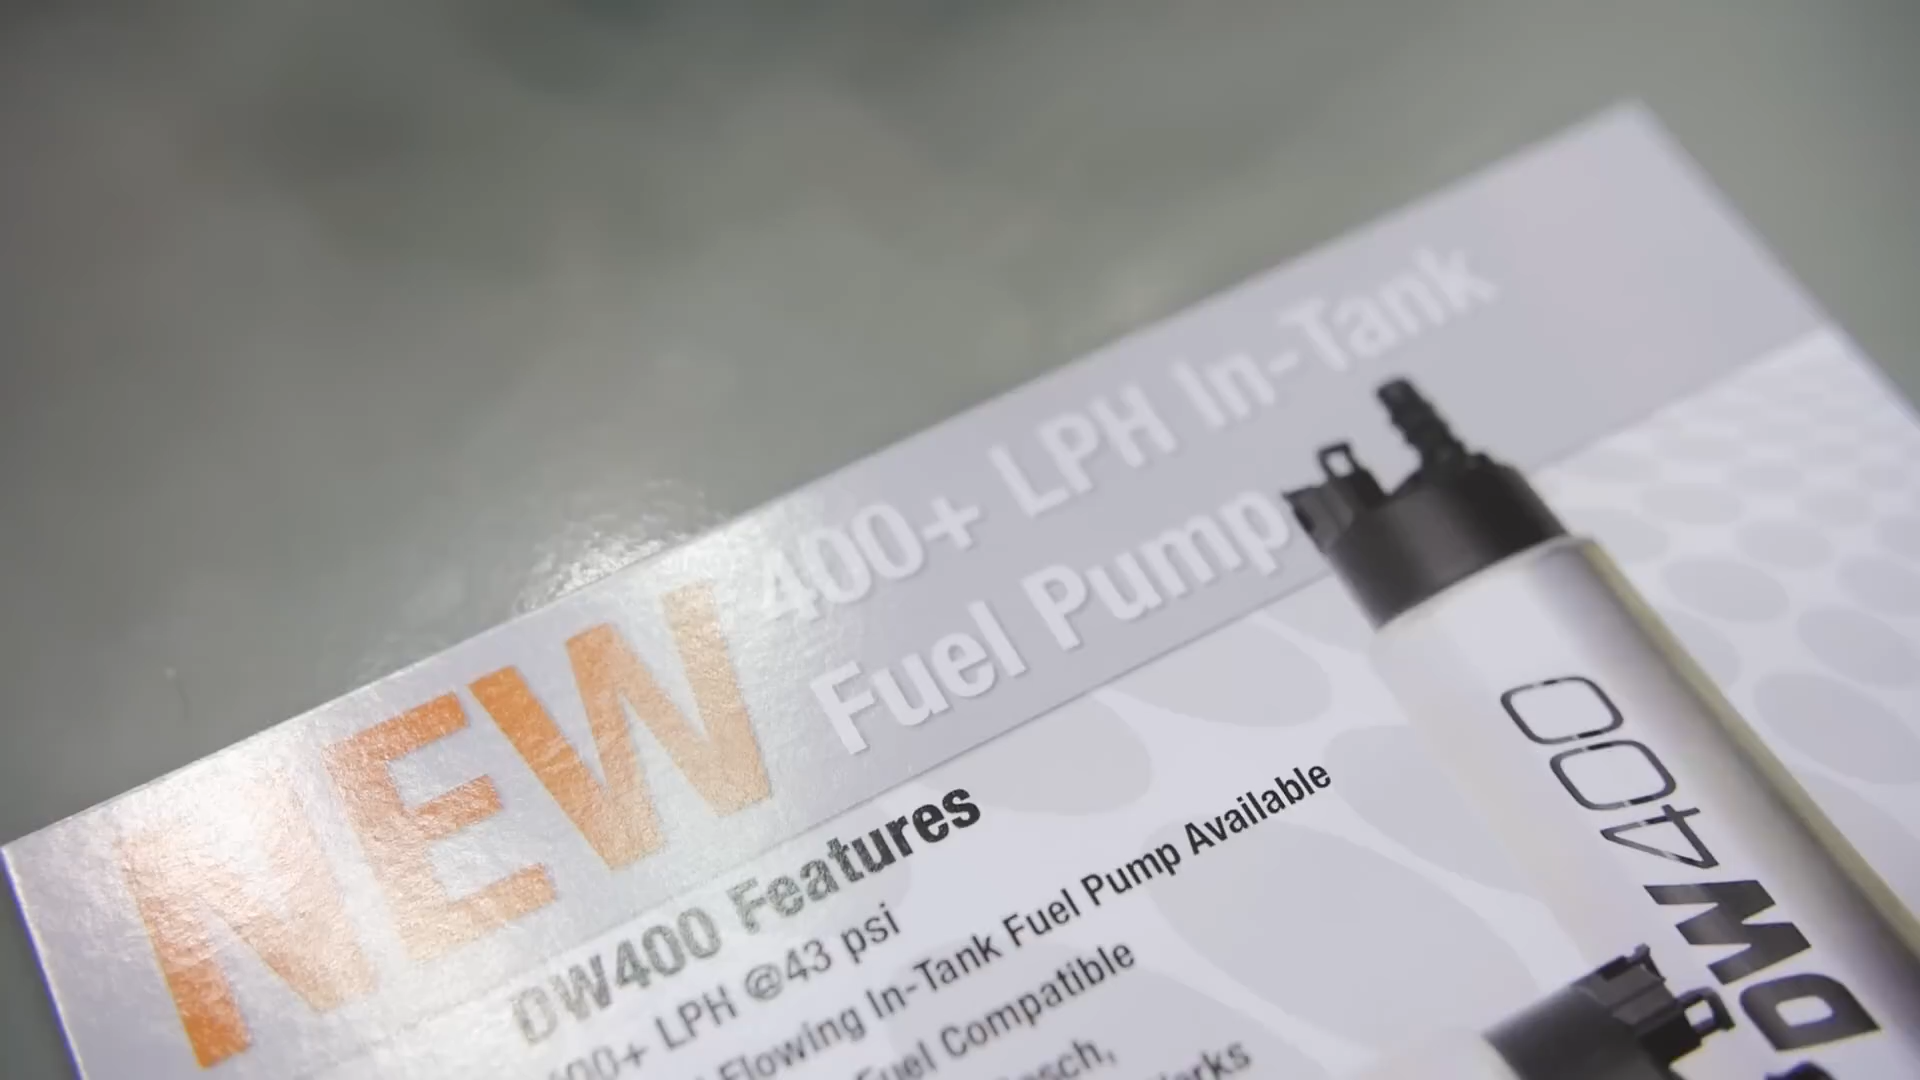 NEW
400+ LPH In-Tank
Fuel Pump
DW400 Features
400+ LPH @43 psi
Flowing In-Tank Fuel Pump Available
Fuel Compatible
DW400